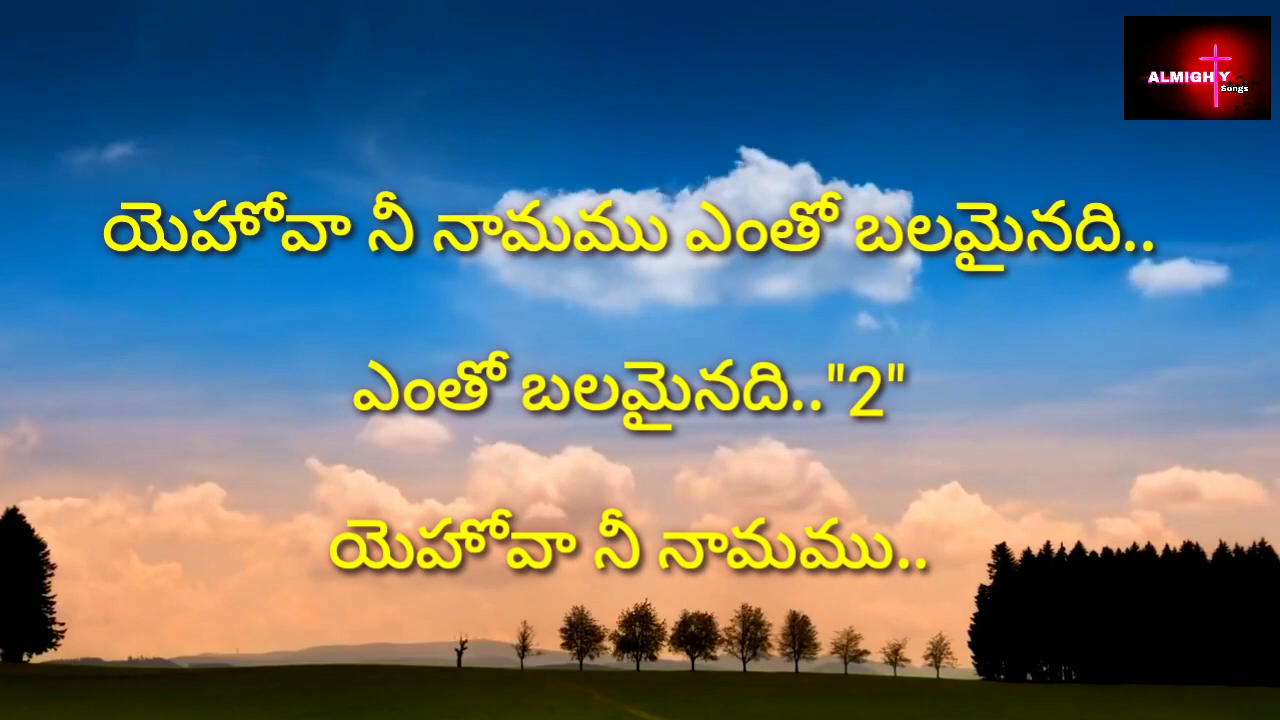 ALMIGHTY
Songs
యెహోవా నీ నామము ఎంతో బలమైనది..
ఎంతో బలమైనది.."2"
యెహోవా నీ నామము..